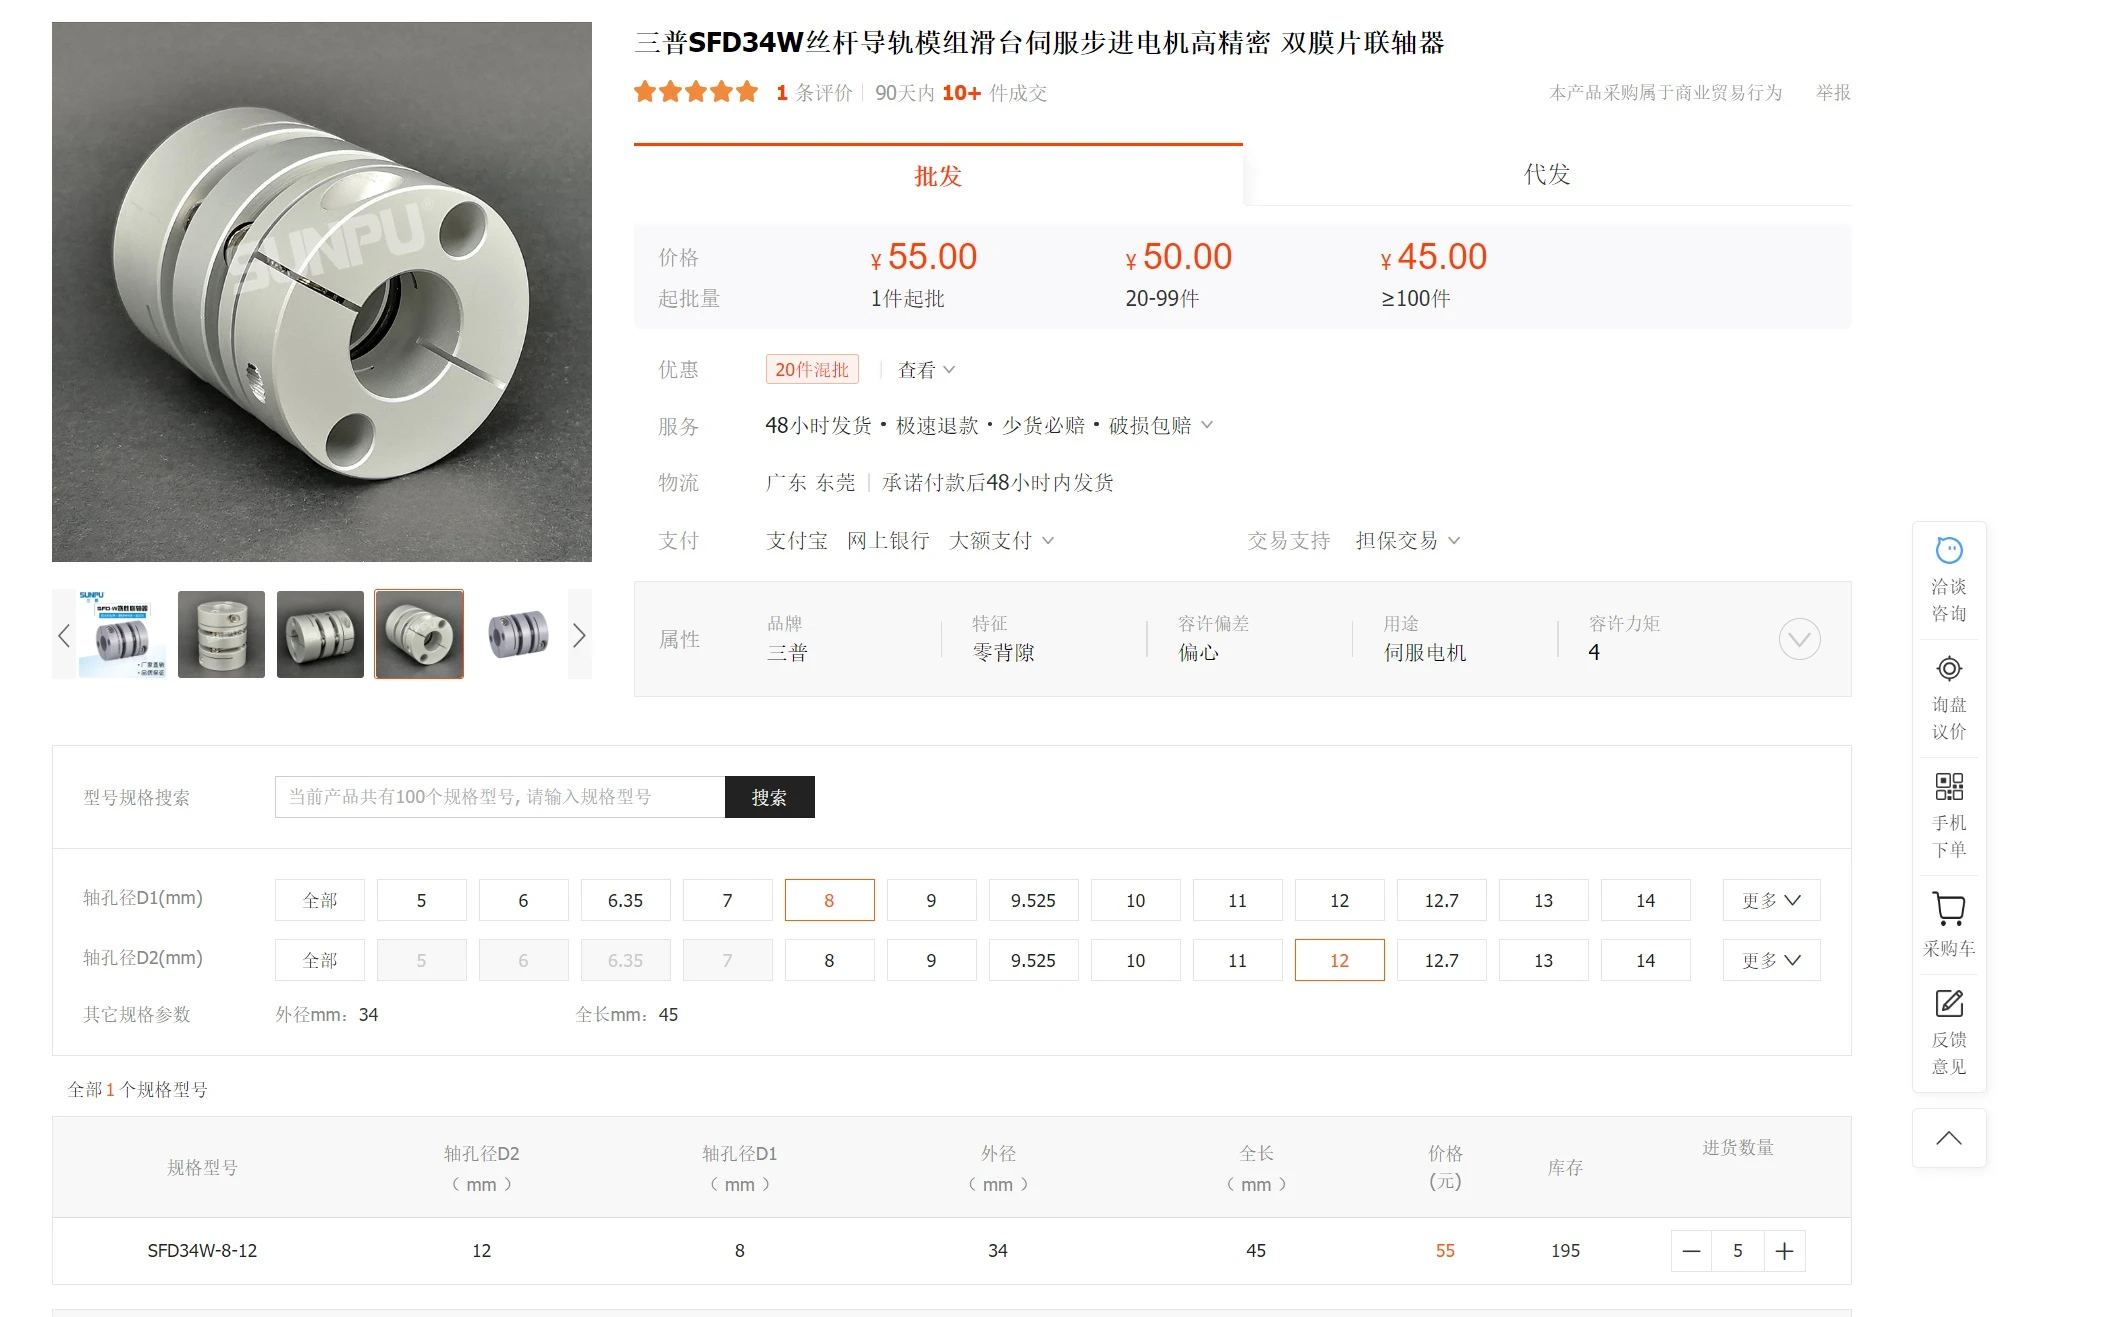 三普SFD34W丝杆导轨模组滑台伺服步进电机高精密 双膜片联轴器
1 条评价 90天内 10+ 件成交 本产品采购属于商业贸易行为 举报
批发 代发
价格 ¥ 55.00 ¥ 50.00 ¥ 45.00
起批量 1件起批 20-99件 ≥100件
优惠 20件混批 查看
服务 48小时发货・极速退款・少货必赔・破损包赔
物流 广东 东莞 承诺付款后48小时内发货
支付 支付宝 网上银行 大额支付 交易支持 担保交易
属性
品牌 特征 容许偏差 用途 容许力矩
三普 零背隙 偏心 伺服电机 4
SUNPU®
SUNPU
三普
SFD-W
厂家直销
品质保证
型号规格搜索 当前产品共有100个规格型号, 请输入规格型号 搜索
轴孔径D1(mm) 全部 5 6 6.35 7 8 9 9.525 10 11 12 12.7 13 14 更多
轴孔径D2(mm) 全部 5 6 6.35 7 8 9 9.525 10 11 12 12.7 13 14 更多
其它规格参数 外径mm：34 全长mm：45
全部1个规格型号
规格型号 轴孔径D2（mm） 轴孔径D1（mm） 外径（mm） 全长（mm） 价格(元) 库存 进货数量
SFD34W-8-12 12 8 34 45 55 195 5
洽谈
咨询
询盘
议价
手机
下单
采购车
反馈
意见